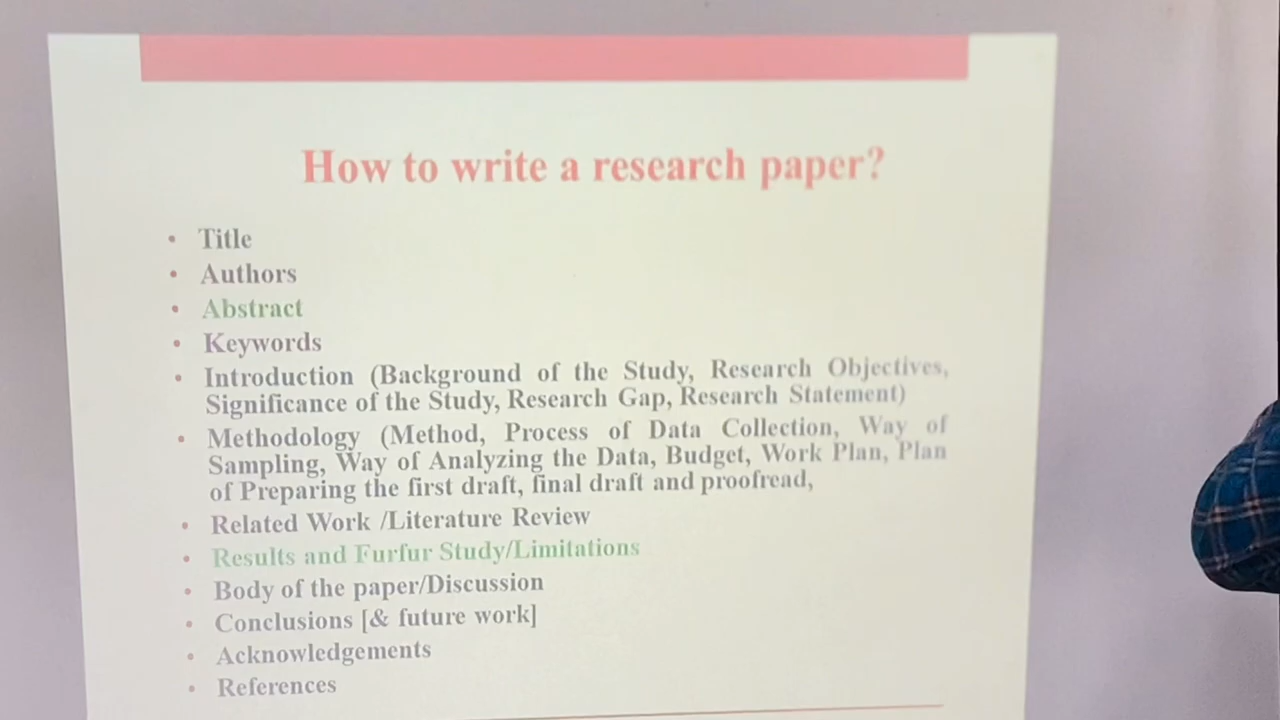 How to write a research paper?
• Title
• Authors
• Abstract
• Keywords
• Introduction (Background of the Study, Research Objectives,
Significance of the Study, Research Gap, Research Statement)
• Methodology (Method, Process of Data Collection, Way of
Sampling, Way of Analyzing the Data, Budget, Work Plan, Plan
of Preparing the first draft, final draft and proofread,
• Related Work /Literature Review
• Results and Furfur Study/Limitations
• Body of the paper/Discussion
• Conclusions [& future work]
• Acknowledgements
• References